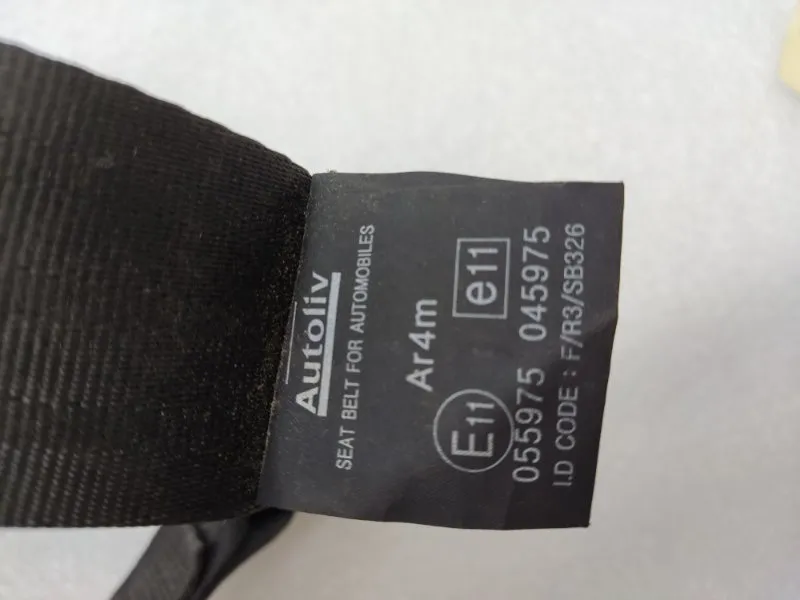 Autoliv
SEAT BELT FOR AUTOMOBILES
Ar4m
E11 e11
055975 045975
I.D CODE : F/R3/SB326